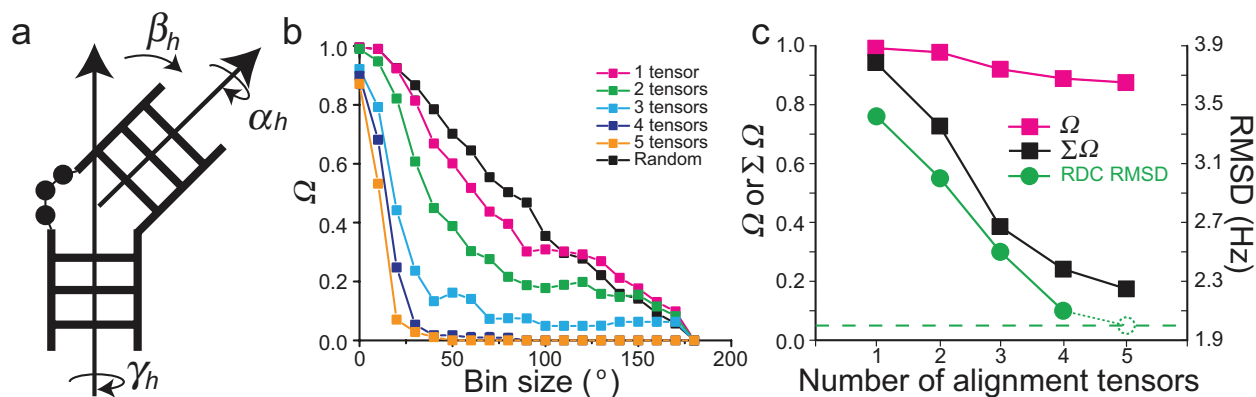 a
β_h
α_h
γ_h
b
Ω
1.0
0.8
0.6
0.4
0.2
0.0
0
50
100
150
200
Bin size (°)
1 tensor
2 tensors
3 tensors
4 tensors
5 tensors
Random
c
Ω or Σ Ω
1.0
0.8
0.6
0.4
0.2
0.0
1
2
3
4
5
Number of alignment tensors
Ω
ΣΩ
RDC RMSD
3.9
3.5
3.1
2.7
2.3
1.9
RMSD (Hz)